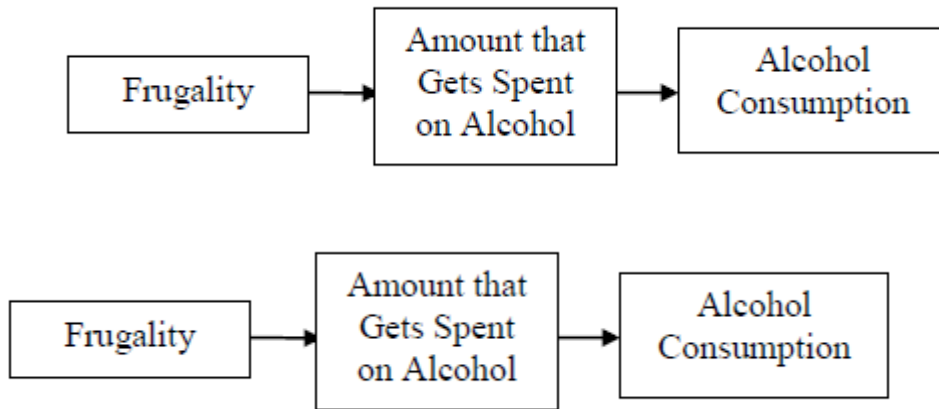 Frugality
Amount that
Gets Spent
on Alcohol
Alcohol
Consumption
Frugality
Amount that
Gets Spent
on Alcohol
Alcohol
Consumption